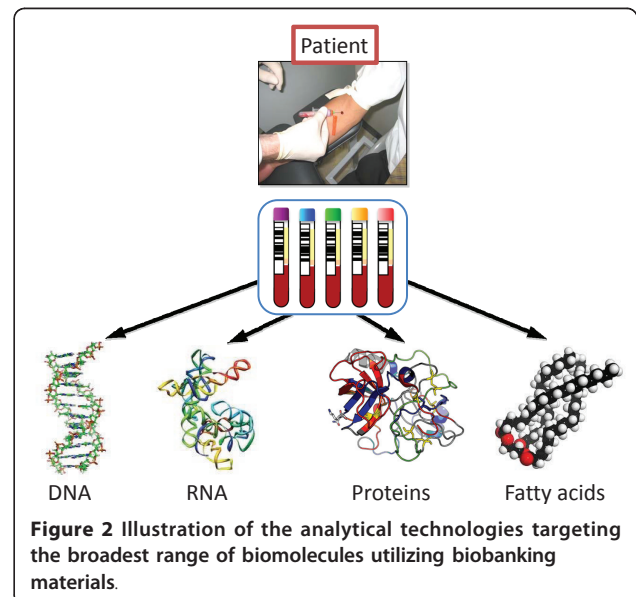 Patient
DNA
RNA
Proteins
Fatty acids
Figure 2 Illustration of the analytical technologies targeting
the broadest range of biomolecules utilizing biobanking
materials.